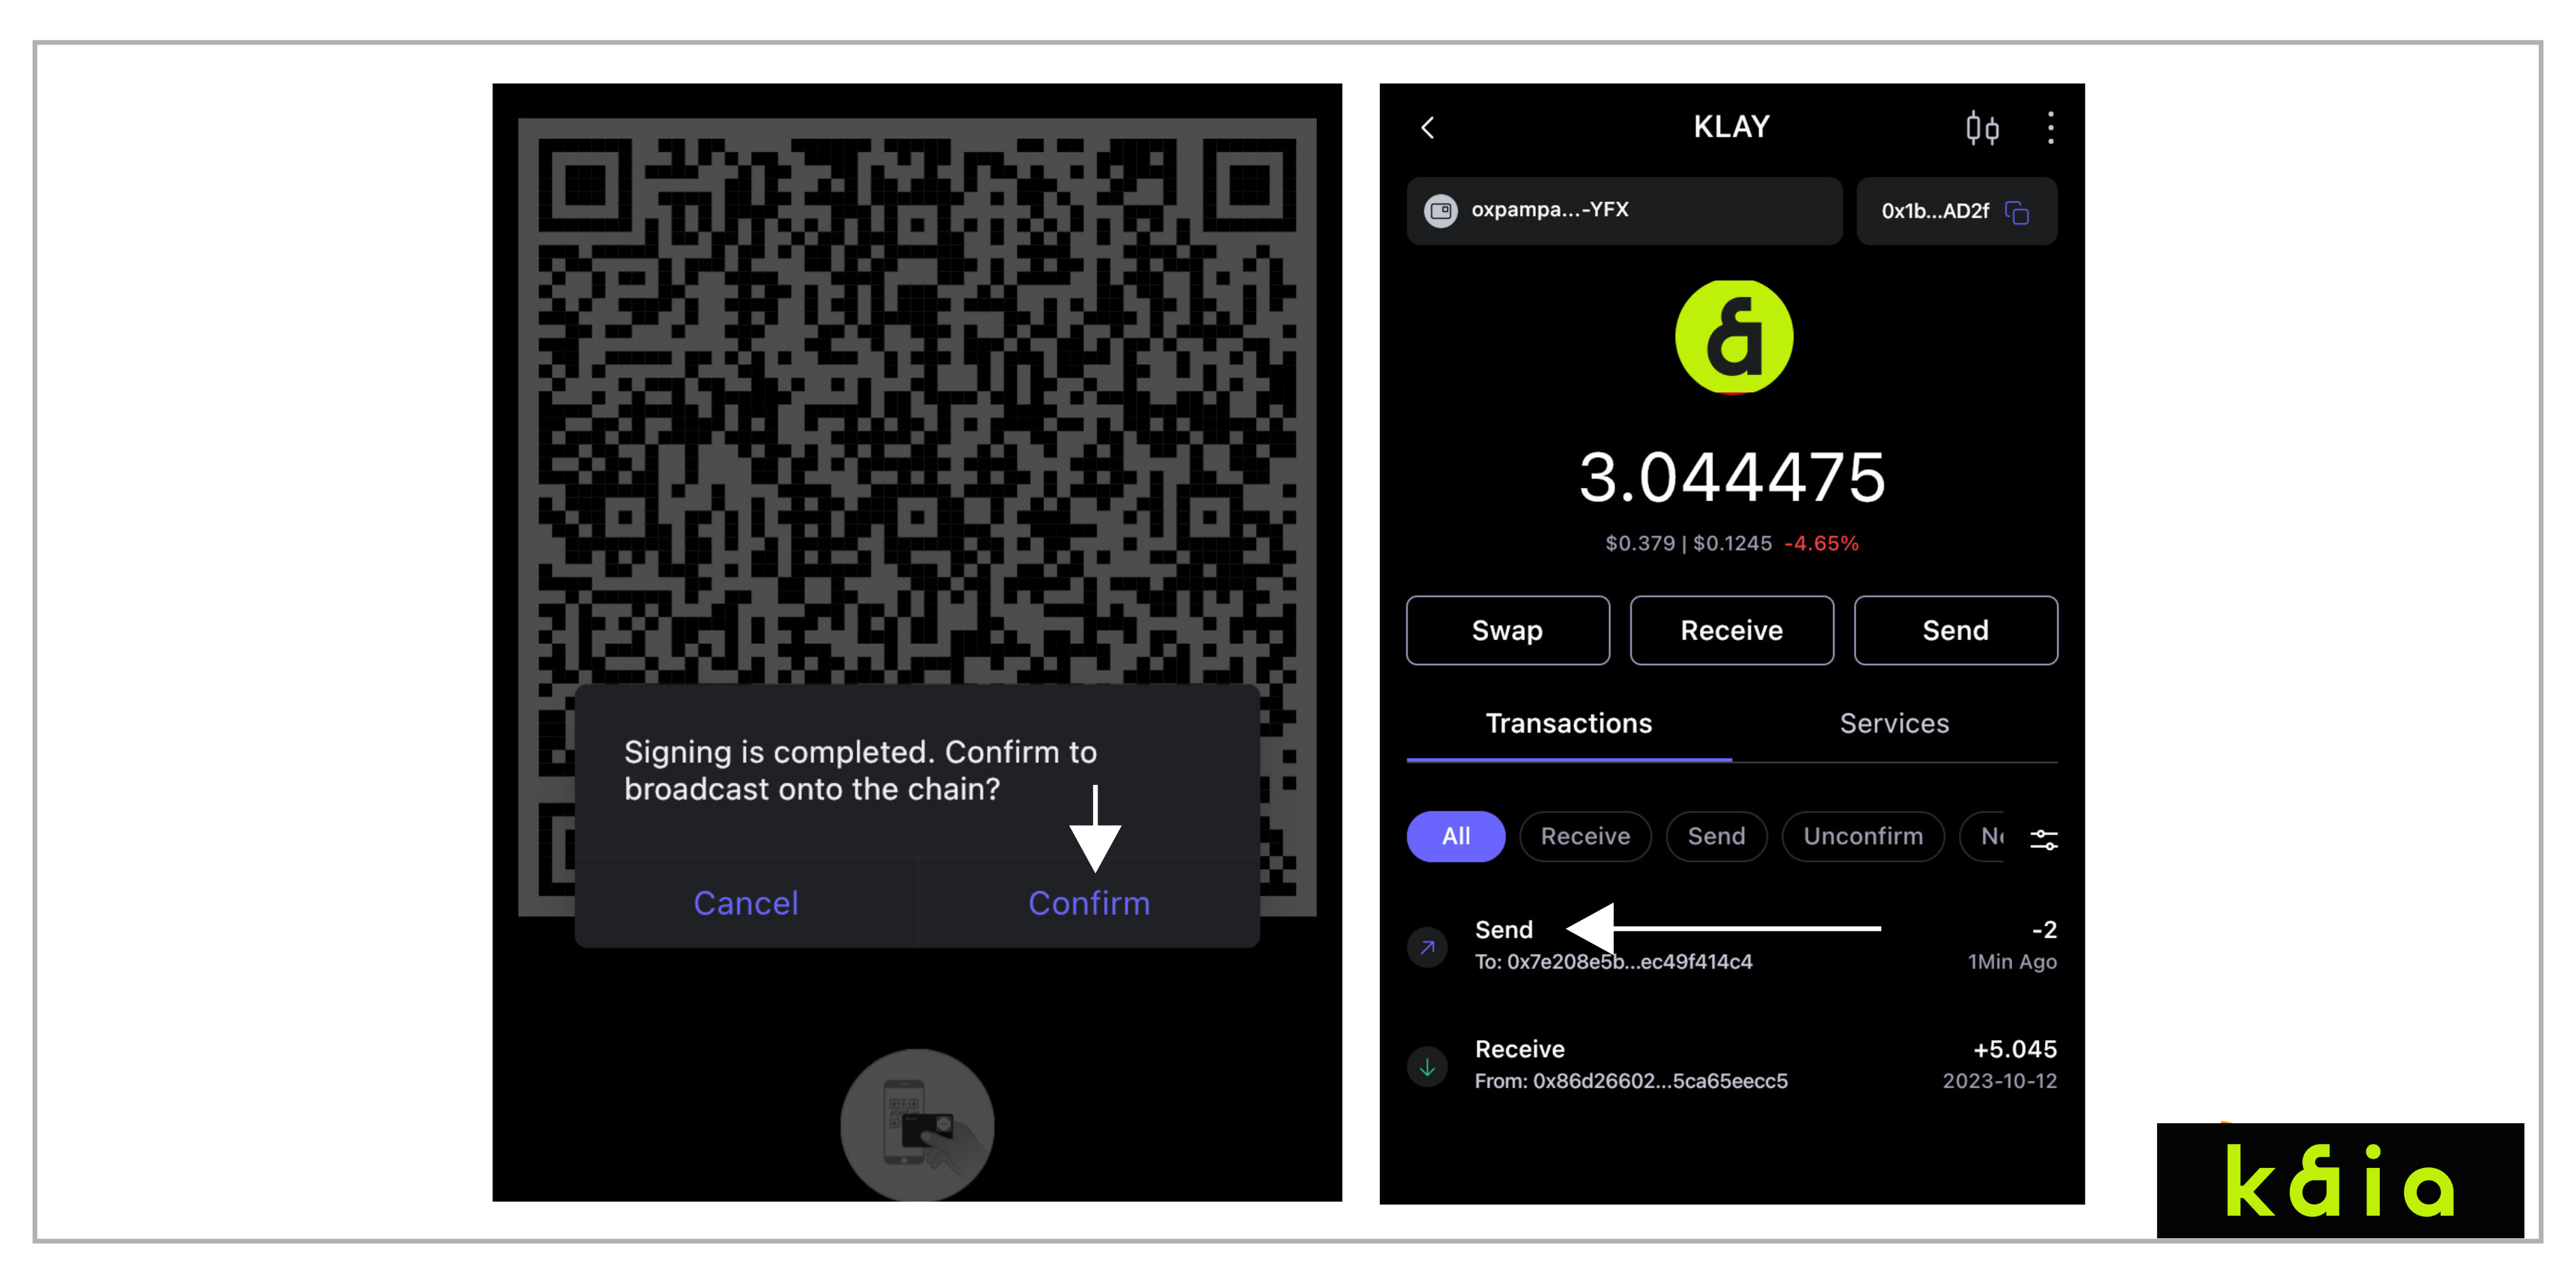 Signing is completed. Confirm to
broadcast onto the chain?
Cancel
Confirm
KLAY
oxpampa...-YFX
0x1b...AD2f
3.044475
$0.379 | $0.1245 -4.65%
Swap
Receive
Send
Transactions
Services
All
Receive
Send
Unconfirm
Send
-2
To: 0x7e208e5b...ec49f414c4
1Min Ago
Receive
+5.045
From: 0x86d26602...5ca65eecc5
2023-10-12
kaia